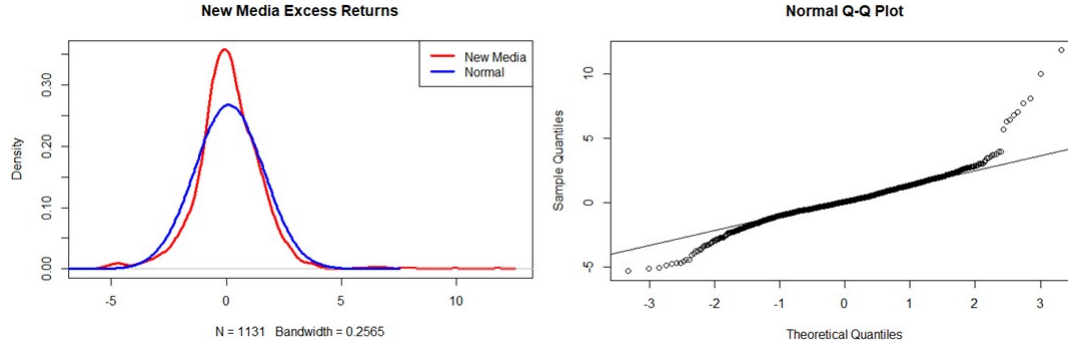 New Media Excess Returns
New Media
Normal
Density
0.00 0.10 0.20 0.30
-5 0 5 10
N = 1131 Bandwidth = 0.2565
Normal Q-Q Plot
Sample Quantiles
-5 0 5 10
-3 -2 -1 0 1 2 3
Theoretical Quantiles